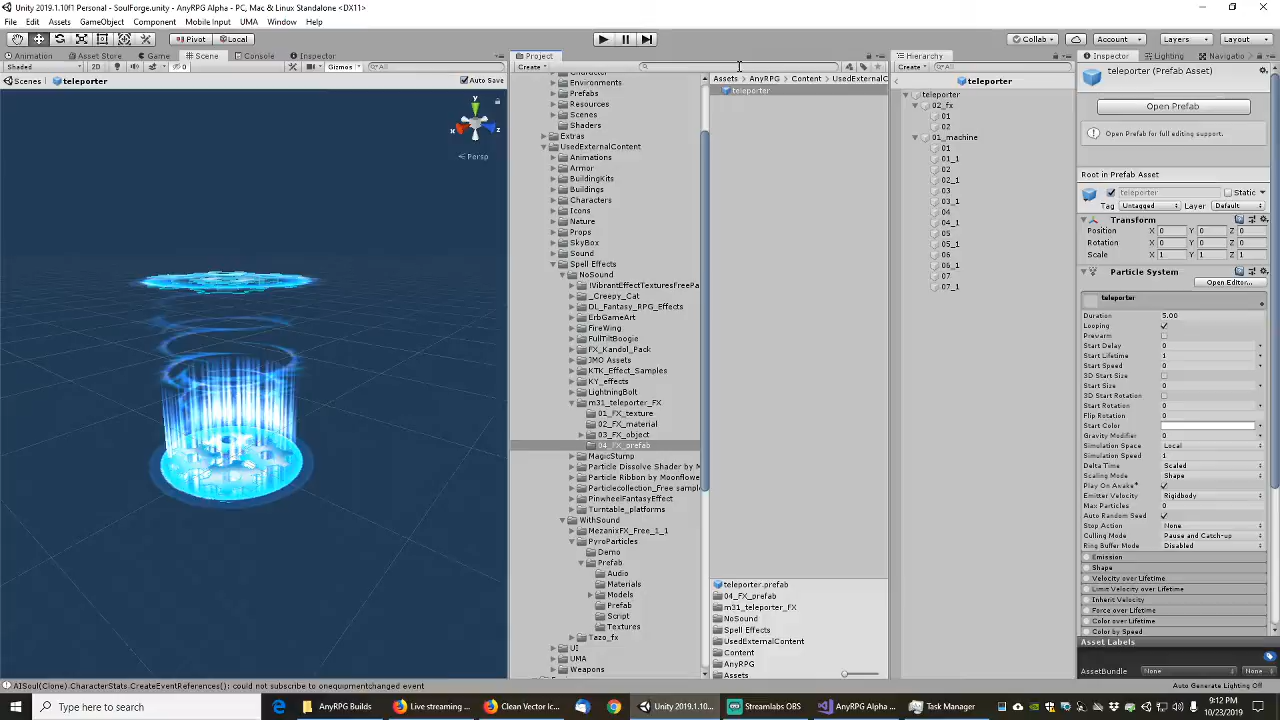 Unity 2019.1.10f1 Personal - SoulForge.unity - AnyRPG Alpha - PC, Mac & Linux Standalone <DX11>
File Edit Assets GameObject Component Mobile Input UMA Window Help
Pivot Local Collab Account Layers Layout
Animation Asset Store Game Scene Console Inspector
Shaded 2D Gizmos All
Scenes teleporter Auto Save
y
x z
Persp
Project
Create
Character
Environments
Prefabs
Resources
Scenes
Shaders
Extras
UsedExternalContent
Animations
Armor
BuildingKits
Buildings
Characters
Icons
Nature
Props
SkyBox
Sound
Spell Effects
NoSound
!VibrantEffectTexturesFreePa
_Creepy_Cat
DL_Fantasy_RPG_Effects
ErbGameArt
FireWing
FullTiltBoogie
FX_Kandol_Pack
JMO Assets
KTK_Effect_Samples
KY_effects
LightningBolt
m31_teleporter_FX
01_FX_texture
02_FX_material
03_FX_object
04_FX_prefab
MagicStump
Particle Dissolve Shader by M
Particle Ribbon by Moonflowe
Particlecollection_Free sampl
PinwheelFantasyEffect
Turntable_platforms
WithSound
MezanixFX_Free_1_1
PyroParticles
Demo
Prefab
Audio
Materials
Models
Prefab
Script
Textures
Tazo_fx
UI
UMA
Weapons
Assets AnyRPG Content UsedExternalC
teleporter
teleporter.prefab
04_FX_prefab
m31_teleporter_FX
NoSound
Spell Effects
UsedExternalContent
Content
AnyRPG
Assets
Hierarchy
Create All
teleporter
teleporter
02_fx
01
02
01_machine
01
01_1
02
02_1
03
03_1
04
04_1
05
05_1
06
06_1
07
07_1
Inspector Lighting Navigatio
teleporter (Prefab Asset)
Open Prefab
Open Prefab for full editing support.
Root in Prefab Asset
teleporter Static
Tag Untagged Layer Default
Transform
Position X 0 Y 0 Z 0
Rotation X 0 Y 0 Z 0
Scale X 1 Y 1 Z 1
Particle System
Open Editor...
teleporter
Duration 5.00
Looping
Prewarm
Start Delay 0
Start Lifetime 1
Start Speed 0
3D Start Size
Start Size 0
3D Start Rotation
Start Rotation 0
Flip Rotation 0
Start Color
Gravity Modifier 0
Simulation Space Local
Simulation Speed 1
Delta Time Scaled
Scaling Mode Shape
Play On Awake*
Emitter Velocity Rigidbody
Max Particles 0
Auto Random Seed
Stop Action None
Culling Mode Pause and Catch-up
Ring Buffer Mode Disabled
Emission
Shape
Velocity over Lifetime
Limit Velocity over Lifetime
Inherit Velocity
Force over Lifetime
Color over Lifetime
Color by Speed
Asset Labels
AssetBundle None None
AISoul(Clone) CharacterStats.CreateEventReferences(): could not subscribe to onequipmentchanged event
Auto Generate Lighting Off
Type here to search
AnyRPG Builds
Live streaming ...
Clean Vector Ic...
Unity 2019.1.10...
Streamlabs OBS
AnyRPG Alpha ...
Task Manager
9:12 PM
10/23/2019